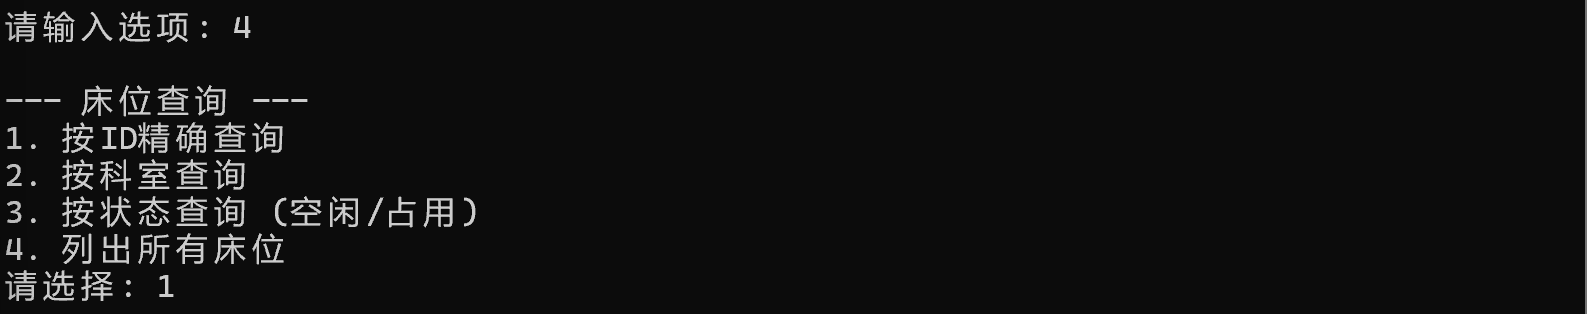 请输入选项: 4
--- 床位查询 ---
1. 按ID精确查询
2. 按科室查询
3. 按状态查询 (空闲/占用)
4. 列出所有床位
请选择: 1